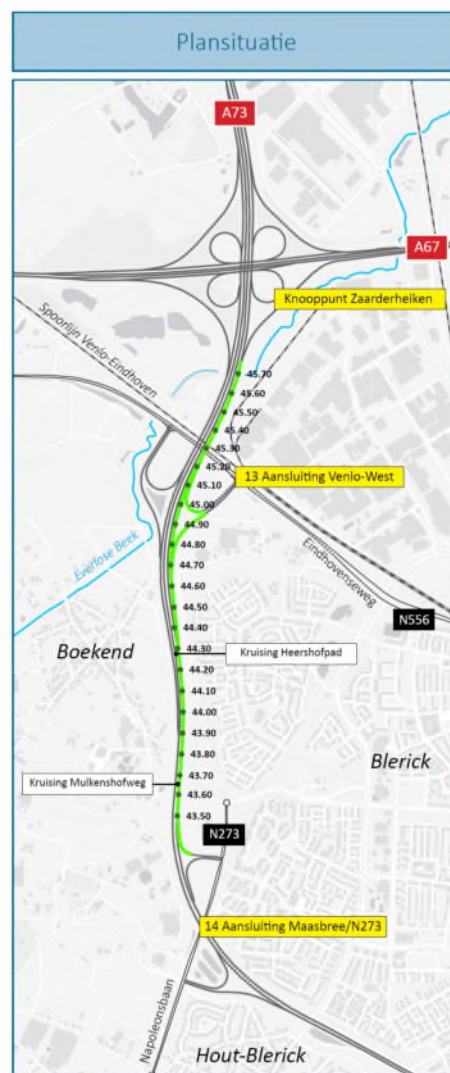 Plansituatie
A73
A67
Knooppunt Zaarderheiken
Spoorlijn Venlo-Eindhoven
45.70
45.60
45.50
45.40
45.30
45.20
13 Aansluiting Venlo-West
45.10
45.00
44.90
44.80
Eindhovenseweg
Everlose Beek
44.70
44.60
44.50
N556
44.40
Boekend
44.30
Kruising Heershofpad
44.20
44.10
44.00
43.90
43.80
Blerick
43.70
Kruising Mulkenshofweg
43.60
43.50
N273
14 Aansluiting Maasbree/N273
Napoleonsbaan
Hout-Blerick